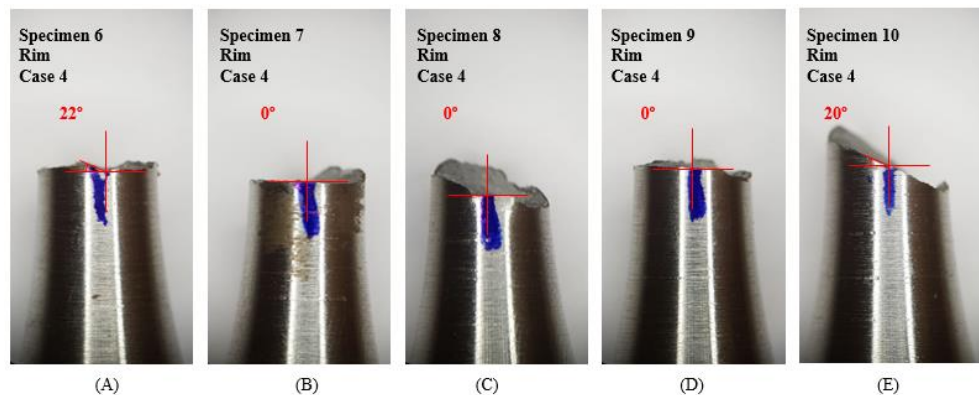 Specimen 6
Rim
Case 4
22°
(A)
Specimen 7
Rim
Case 4
0°
(B)
Specimen 8
Rim
Case 4
0°
(C)
Specimen 9
Rim
Case 4
0°
(D)
Specimen 10
Rim
Case 4
20°
(E)